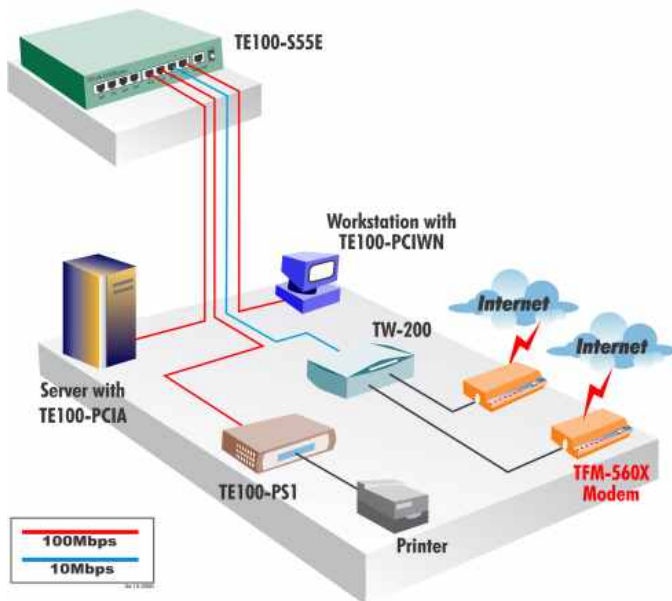 TE100-S55E
Workstation with
TE100-PCIWN
Internet
TW-200
Internet
Server with
TE100-PCIA
TFM-560X
Modem
TE100-PS1
Printer
100Mbps
10Mbps